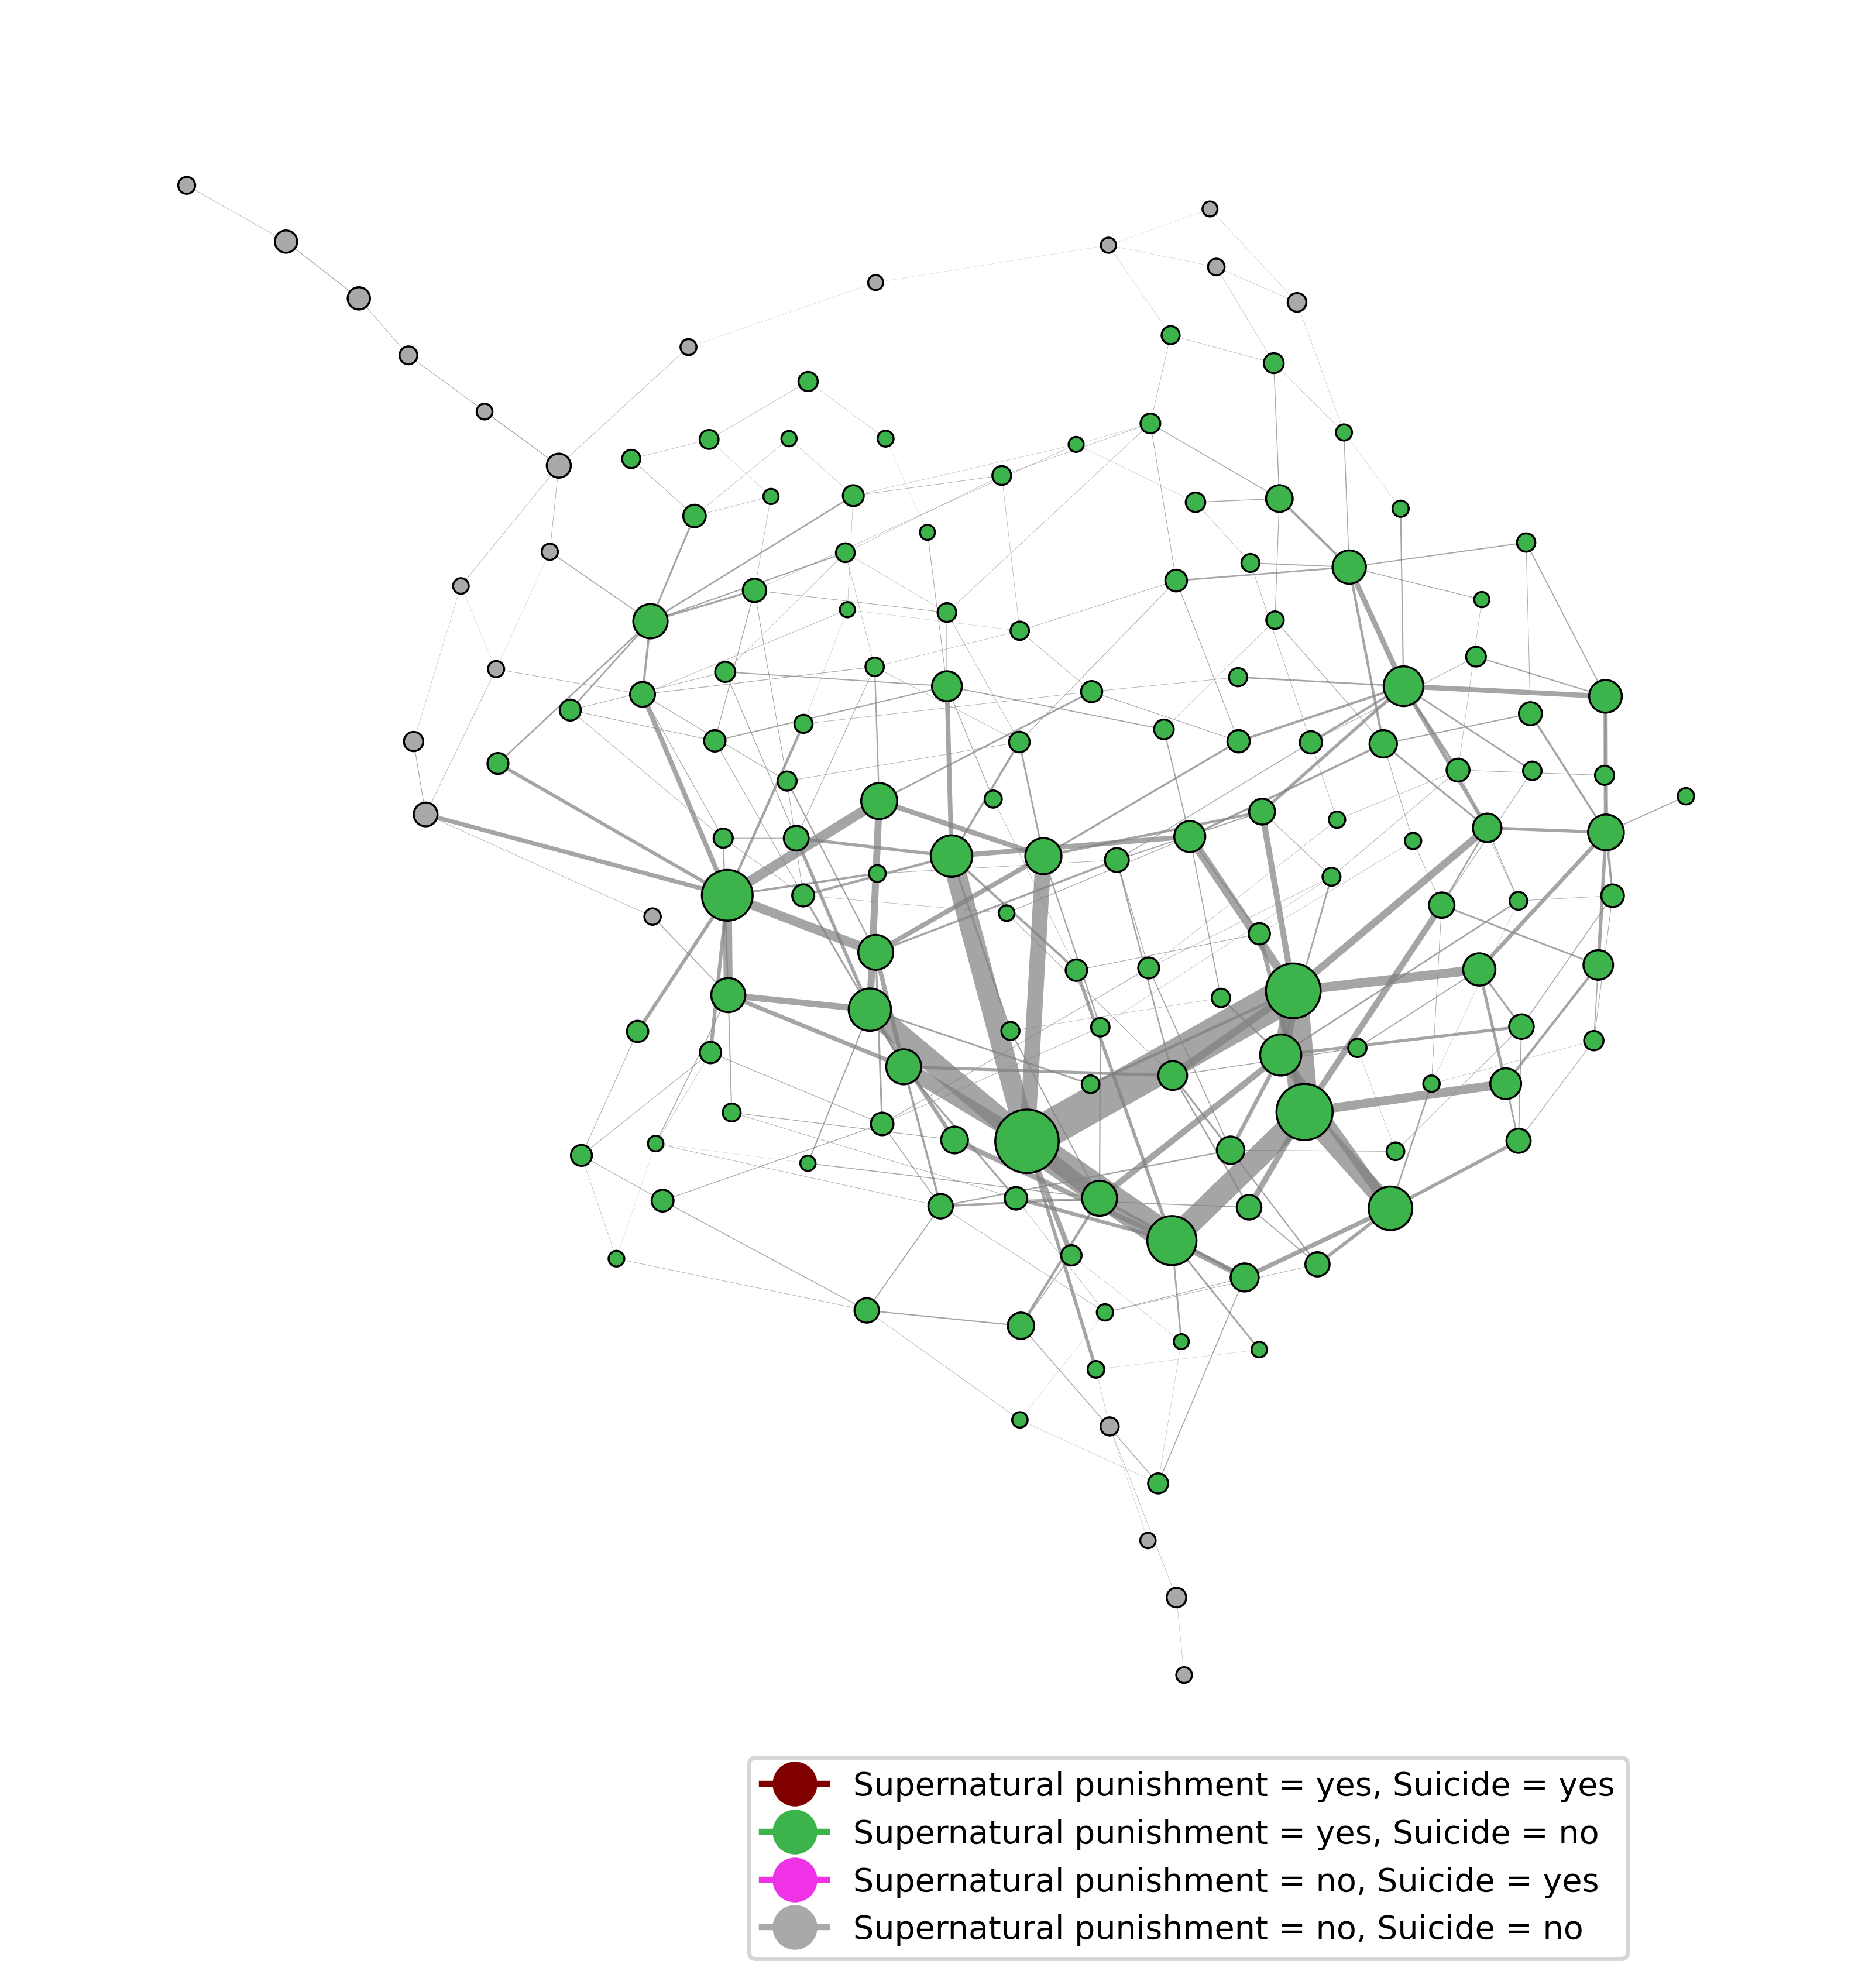 Supernatural punishment = yes, Suicide = yes
Supernatural punishment = yes, Suicide = no
Supernatural punishment = no, Suicide = yes
Supernatural punishment = no, Suicide = no